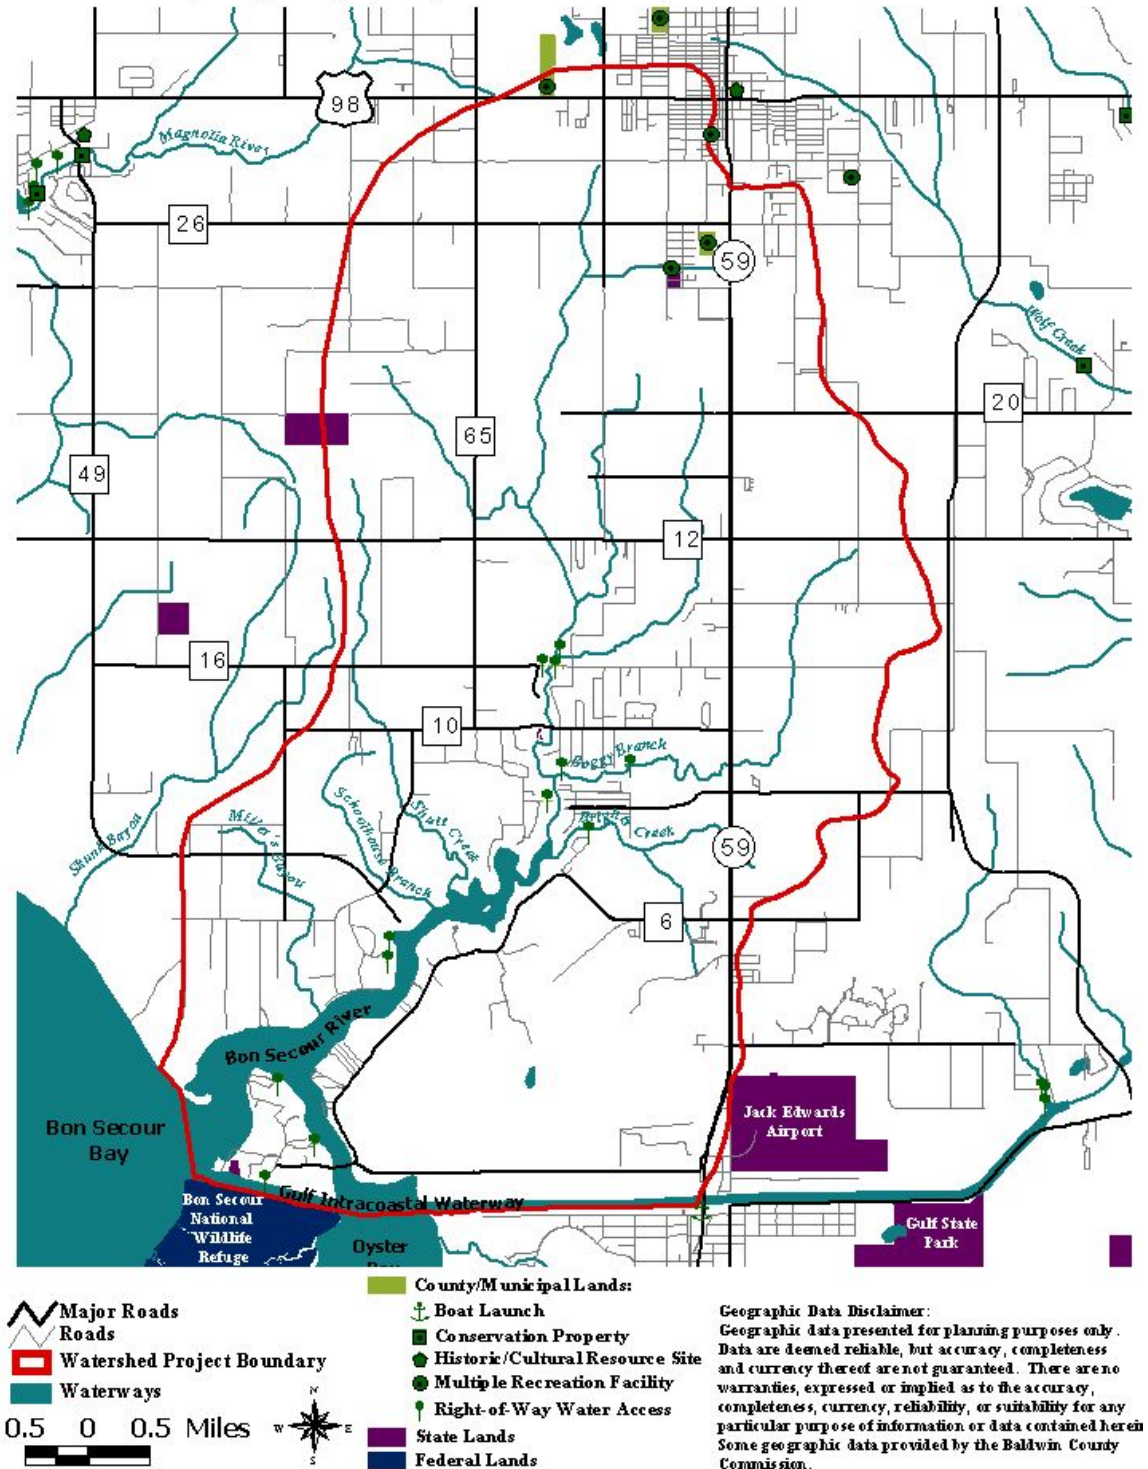 98
Magnolia River
26
59
Wolf Creek
20
65
49
12
16
10
Boggy Branch
Schoolhouse Branch
Shutt Creek
Miller's Bayou
Skunk Bayou
Bright's Creek
59
6
Bon Secour River
Bon Secour
Bay
Jack Edwards
Airport
Gulf Intracoastal Waterway
Bon Secour
National
Wildlife
Refuge
Oyster
Bay
Gulf State
Park
Major Roads
Roads
Watershed Project Boundary
Waterways
0.5 0 0.5 Miles
N
W E
S
County/Municipal Lands:
Boat Launch
Conservation Property
Historic/Cultural Resource Site
Multiple Recreation Facility
Right-of-Way Water Access
State Lands
Federal Lands
Geographic Data Disclaimer:
Geographic data presented for planning purposes only.
Data are deemed reliable, but accuracy, completeness
and currency thereof are not guaranteed. There are no
warranties, expressed or implied as to the accuracy,
completeness, currency, reliability, or suitability for any
particular purpose of information or data contained herein
Some geographic data provided by the Baldwin County
Commission.